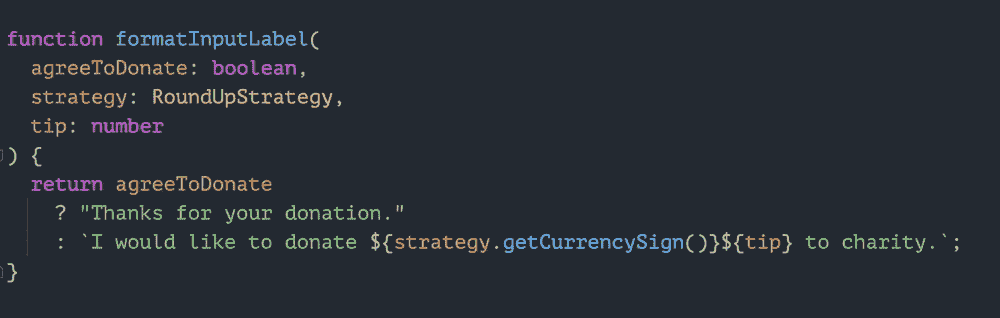 function formatInputLabel(
  agreeToDonate: boolean,
  strategy: RoundUpStrategy,
  tip: number
) {
  return agreeToDonate
    ? "Thanks for your donation."
    : `I would like to donate ${strategy.getCurrencySign()}${tip} to charity.`;
}